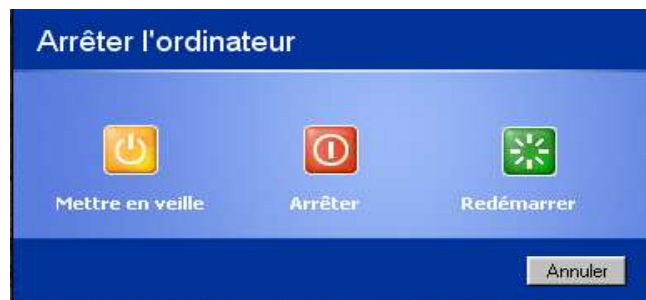 Arrêter l'ordinateur
Mettre en veille
Arrêter
Redémarrer
Annuler